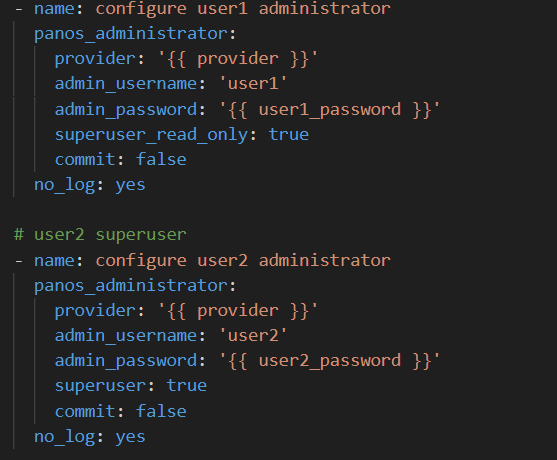 - name: configure user1 administrator
  panos_administrator:
    provider: '{{ provider }}'
    admin_username: 'user1'
    admin_password: '{{ user1_password }}'
    superuser_read_only: true
    commit: false
  no_log: yes

# user2 superuser
- name: configure user2 administrator
  panos_administrator:
    provider: '{{ provider }}'
    admin_username: 'user2'
    admin_password: '{{ user2_password }}'
    superuser: true
    commit: false
  no_log: yes